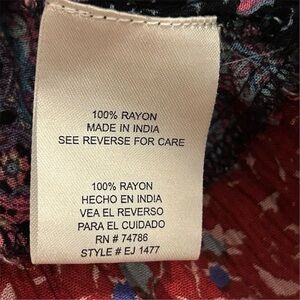 100% RAYON
MADE IN INDIA
SEE REVERSE FOR CARE
100% RAYON
HECHO EN INDIA
VEA EL REVERSO
PARA EL CUIDADO
RN # 74786
STYLE # EJ 1477